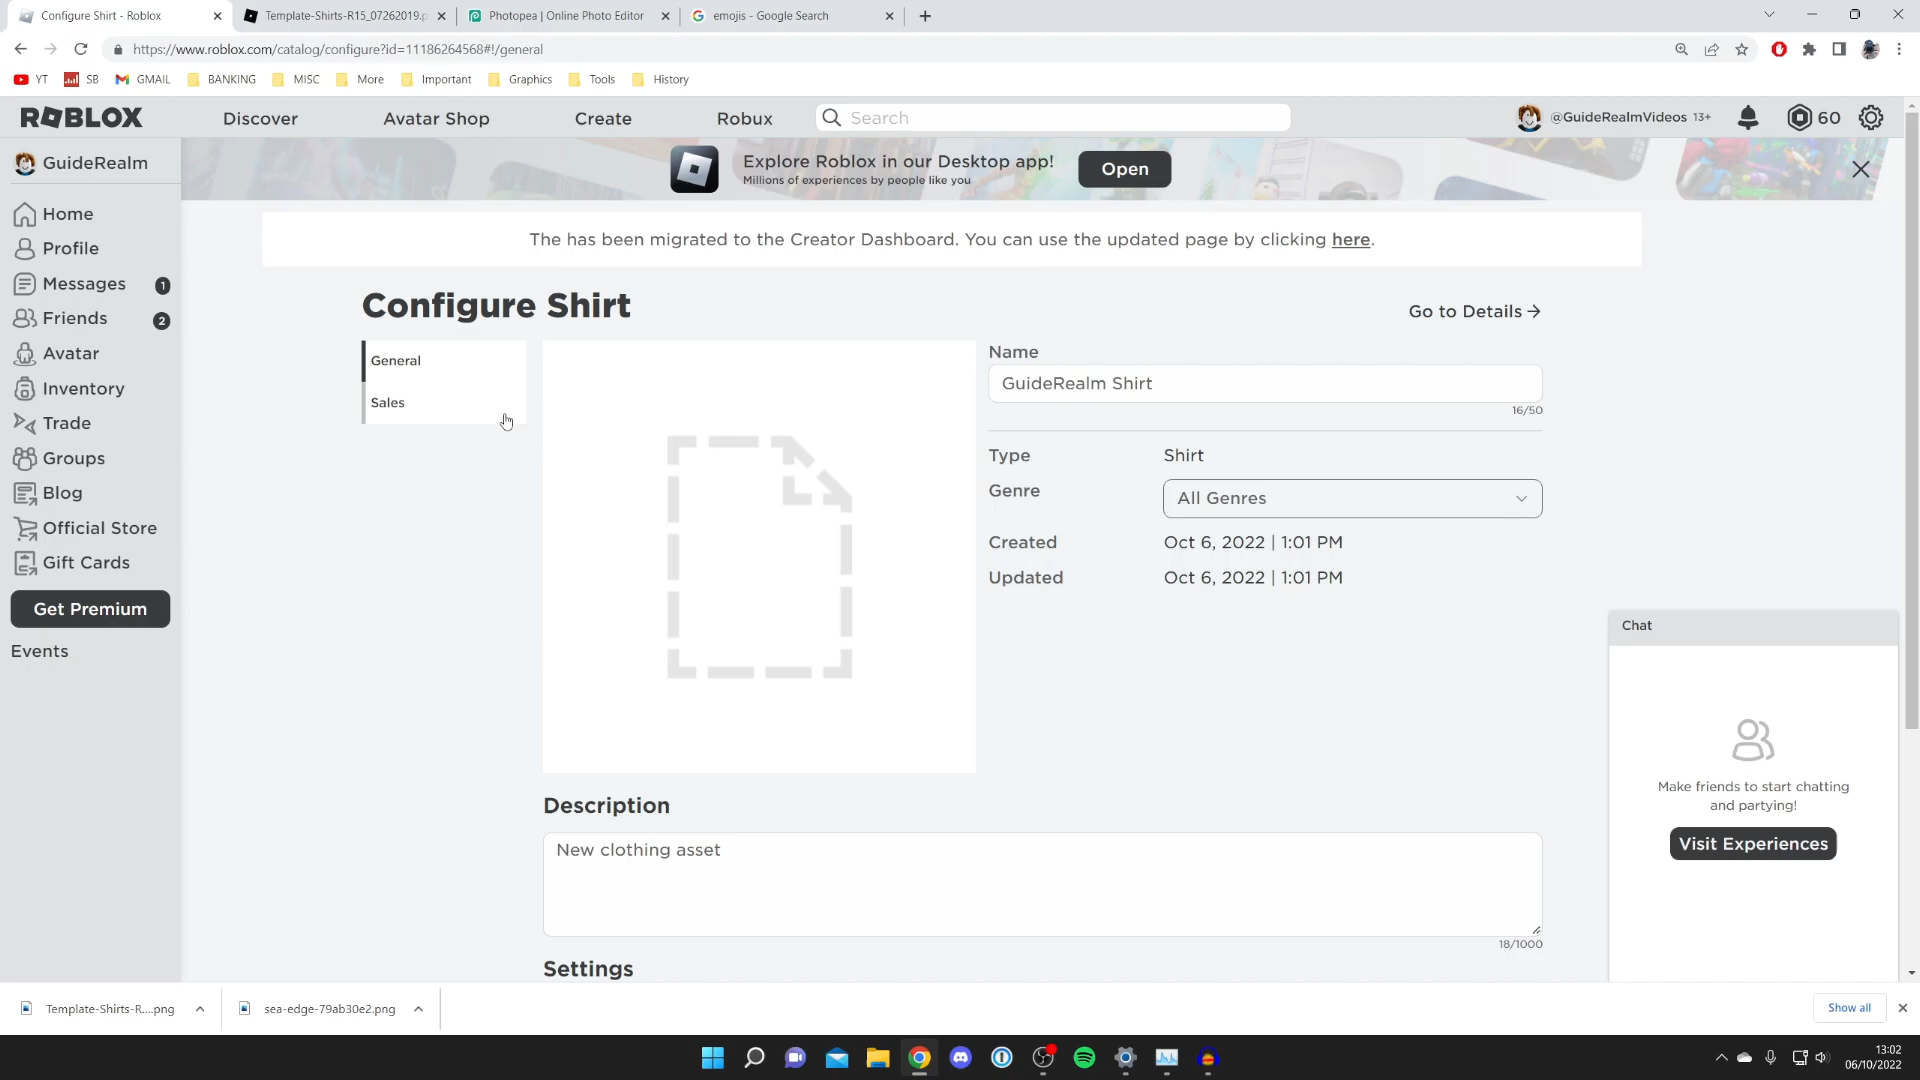 Configure Shirt - Roblox
Template-Shirts-R15_07262019.p
Photopea | Online Photo Editor
emojis - Google Search
https://www.roblox.com/catalog/configure?id=11186264568#!/general
YT
SB
GMAIL
BANKING
MISC
More
Important
Graphics
Tools
History
ROBLOX
Discover
Avatar Shop
Create
Robux
Search
@GuideRealmVideos 13+
60
GuideRealm
Explore Roblox in our Desktop app!
Millions of experiences by people like you
Open
Home
Profile
Messages 1
Friends 2
Avatar
Inventory
Trade
Groups
Blog
Official Store
Gift Cards
Get Premium
Events
The has been migrated to the Creator Dashboard. You can use the updated page by clicking here.
Configure Shirt
Go to Details →
General
Sales
Name
GuideRealm Shirt
16/50
Type Shirt
Genre All Genres
Created Oct 6, 2022 | 1:01 PM
Updated Oct 6, 2022 | 1:01 PM
Description
New clothing asset
18/1000
Settings
Chat
Make friends to start chatting
and partying!
Visit Experiences
Template-Shirts-R....png
sea-edge-79ab30e2.png
Show all
13:02
06/10/2022